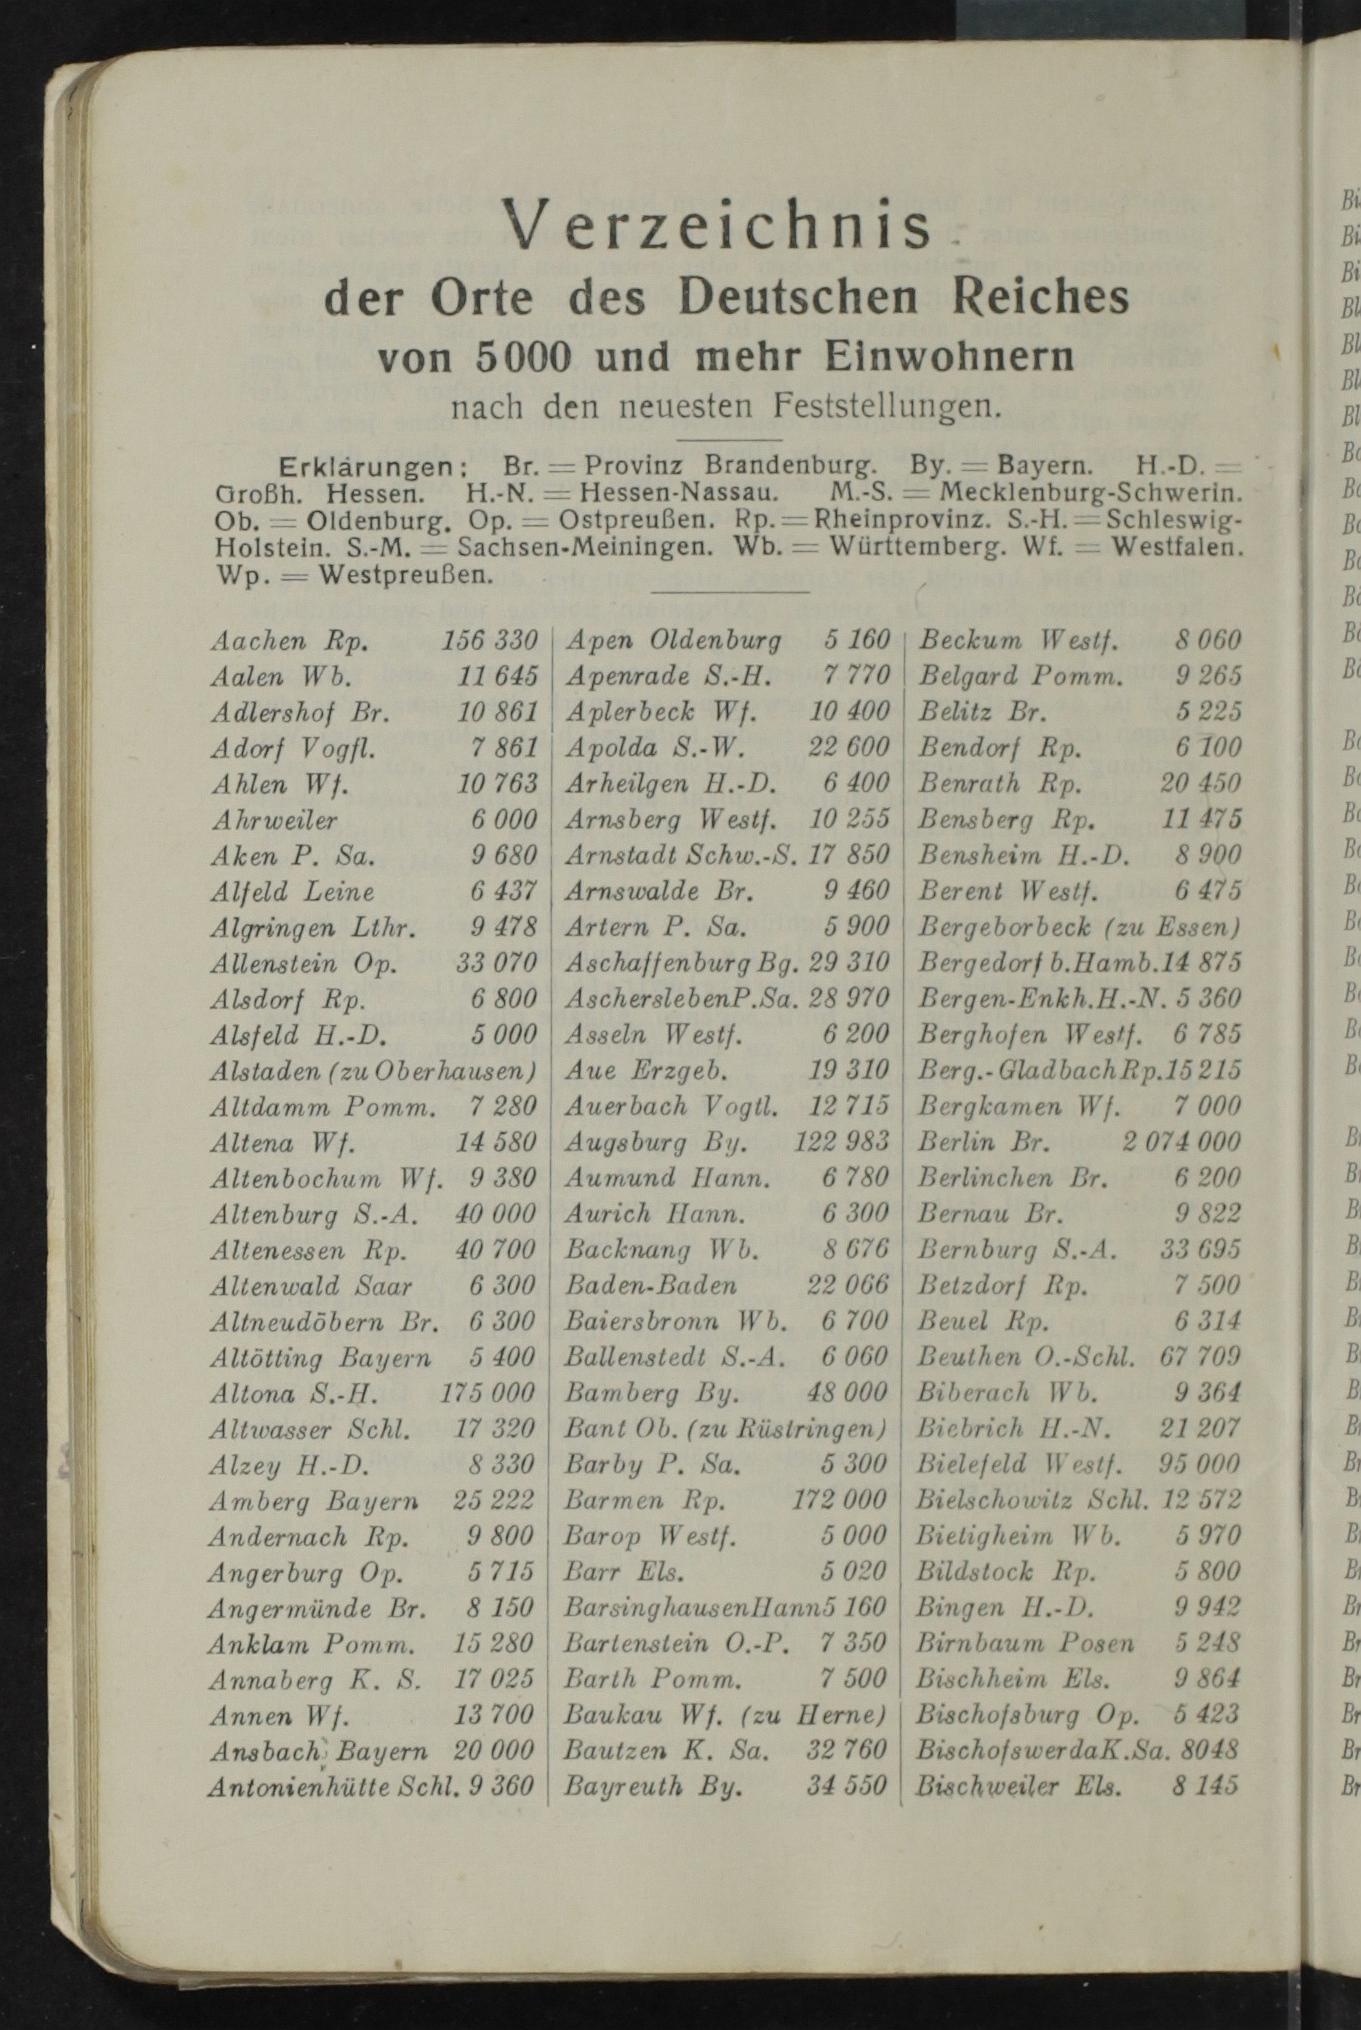 Verzeichnis
der Orte des Deutschen Reiches
von 5000 und mehr Einwohnern
nach den neuesten Feststellungen.
Erklärungen: Br. = Provinz Brandenburg. By. = Bayern. H.-D. =
Großh. Hessen. H.-N. = Hessen-Nassau. M.-S. = Mecklenburg-Schwerin.
Ob. = Oldenburg. Op. = Ostpreußen. Rp. = Rheinprovinz. S.-H. = Schleswig-
Holstein. S.-M. = Sachsen-Meiningen. Wb. = Württemberg. Wf. = Westfalen.
Wp. = Westpreußen.
Aachen Rp. 156 330
Aalen Wb. 11 645
Adlershof Br. 10 861
Adorf Vogfl. 7 861
Ahlen Wf. 10 763
Ahrweiler 6 000
Aken P. Sa. 9 680
Alfeld Leine 6 437
Algringen Lthr. 9 478
Allenstein Op. 33 070
Alsdorf Rp. 6 800
Alsfeld H.-D. 5 000
Alstaden (zu Oberhausen)
Altdamm Pomm. 7 280
Altena Wf. 14 580
Altenbochum Wf. 9 380
Altenburg S.-A. 40 000
Altenessen Rp. 40 700
Altenwald Saar 6 300
Altneudöbern Br. 6 300
Altötting Bayern 5 400
Altona S.-H. 175 000
Altwasser Schl. 17 320
Alzey H.-D. 8 330
Amberg Bayern 25 222
Andernach Rp. 9 800
Angerburg Op. 5 715
Angermünde Br. 8 150
Anklam Pomm. 15 280
Annaberg K. S. 17 025
Annen Wf. 13 700
Ansbach Bayern 20 000
Antonienhütte Schl. 9 360
Apen Oldenburg 5 160
Apenrade S.-H. 7 770
Aplerbeck Wf. 10 400
Apolda S.-W. 22 600
Arheilgen H.-D. 6 400
Arnsberg Westf. 10 255
Arnstadt Schw.-S. 17 850
Arnswalde Br. 9 460
Artern P. Sa. 5 900
Aschaffenburg Bg. 29 310
AscherslebenP.Sa. 28 970
Asseln Westf. 6 200
Aue Erzgeb. 19 310
Auerbach Vogtl. 12 715
Augsburg By. 122 983
Aumund Hann. 6 780
Aurich Hann. 6 300
Backnang Wb. 8 676
Baden-Baden 22 066
Baiersbronn Wb. 6 700
Ballenstedt S.-A. 6 060
Bamberg By. 48 000
Bant Ob. (zu Rüstringen)
Barby P. Sa. 5 300
Barmen Rp. 172 000
Barop Westf. 5 000
Barr Els. 5 020
BarsinghausenHann5 160
Bartenstein O.-P. 7 350
Barth Pomm. 7 500
Baukau Wf. (zu Herne)
Bautzen K. Sa. 32 760
Bayreuth By. 34 550
Beckum Westf. 8 060
Belgard Pomm. 9 265
Belitz Br. 5 225
Bendorf Rp. 6 100
Benrath Rp. 20 450
Bensberg Rp. 11 475
Bensheim H.-D. 8 900
Berent Westf. 6 475
Bergeborbeck (zu Essen)
Bergedorf b.Hamb.14 875
Bergen-Enkh.H.-N. 5 360
Berghofen Westf. 6 785
Berg.-GladbachRp.15 215
Bergkamen Wf. 7 000
Berlin Br. 2 074 000
Berlinchen Br. 6 200
Bernau Br. 9 822
Bernburg S.-A. 33 695
Betzdorf Rp. 7 500
Beuel Rp. 6 314
Beuthen O.-Schl. 67 709
Biberach Wb. 9 364
Biebrich H.-N. 21 207
Bielefeld Westf. 95 000
Bielschowitz Schl. 12 572
Bietigheim Wb. 5 970
Bildstock Rp. 5 800
Bingen H.-D. 9 942
Birnbaum Posen 5 248
Bischheim Els. 9 864
Bischofsburg Op. 5 423
BischofswerdaK.Sa. 8048
Bischweiler Els. 8 145